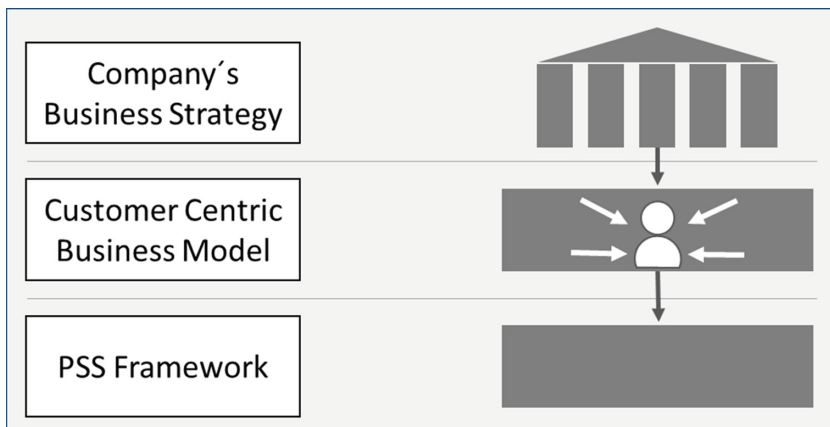 Company´s
Business Strategy
Customer Centric
Business Model
PSS Framework